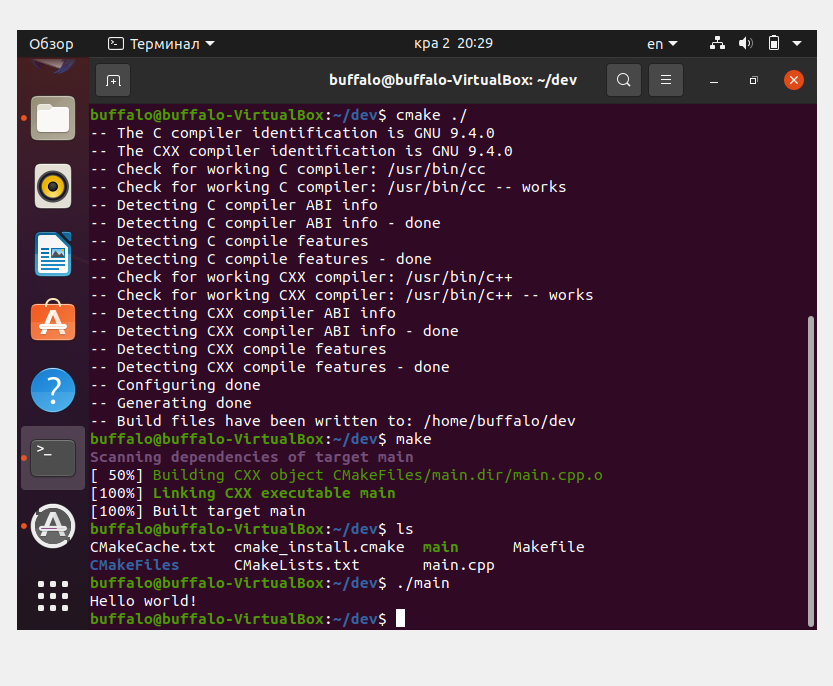 Обзор Терминал кра 2 20:29 en
buffalo@buffalo-VirtualBox: ~/dev
buffalo@buffalo-VirtualBox:~/dev$ cmake ./
-- The C compiler identification is GNU 9.4.0
-- The CXX compiler identification is GNU 9.4.0
-- Check for working C compiler: /usr/bin/cc
-- Check for working C compiler: /usr/bin/cc -- works
-- Detecting C compiler ABI info
-- Detecting C compiler ABI info - done
-- Detecting C compile features
-- Detecting C compile features - done
-- Check for working CXX compiler: /usr/bin/c++
-- Check for working CXX compiler: /usr/bin/c++ -- works
-- Detecting CXX compiler ABI info
-- Detecting CXX compiler ABI info - done
-- Detecting CXX compile features
-- Detecting CXX compile features - done
-- Configuring done
-- Generating done
-- Build files have been written to: /home/buffalo/dev
buffalo@buffalo-VirtualBox:~/dev$ make
Scanning dependencies of target main
[ 50%] Building CXX object CMakeFiles/main.dir/main.cpp.o
[100%] Linking CXX executable main
[100%] Built target main
buffalo@buffalo-VirtualBox:~/dev$ ls
CMakeCache.txt cmake_install.cmake main Makefile
CMakeFiles CMakeLists.txt main.cpp
buffalo@buffalo-VirtualBox:~/dev$ ./main
Hello world!
buffalo@buffalo-VirtualBox:~/dev$